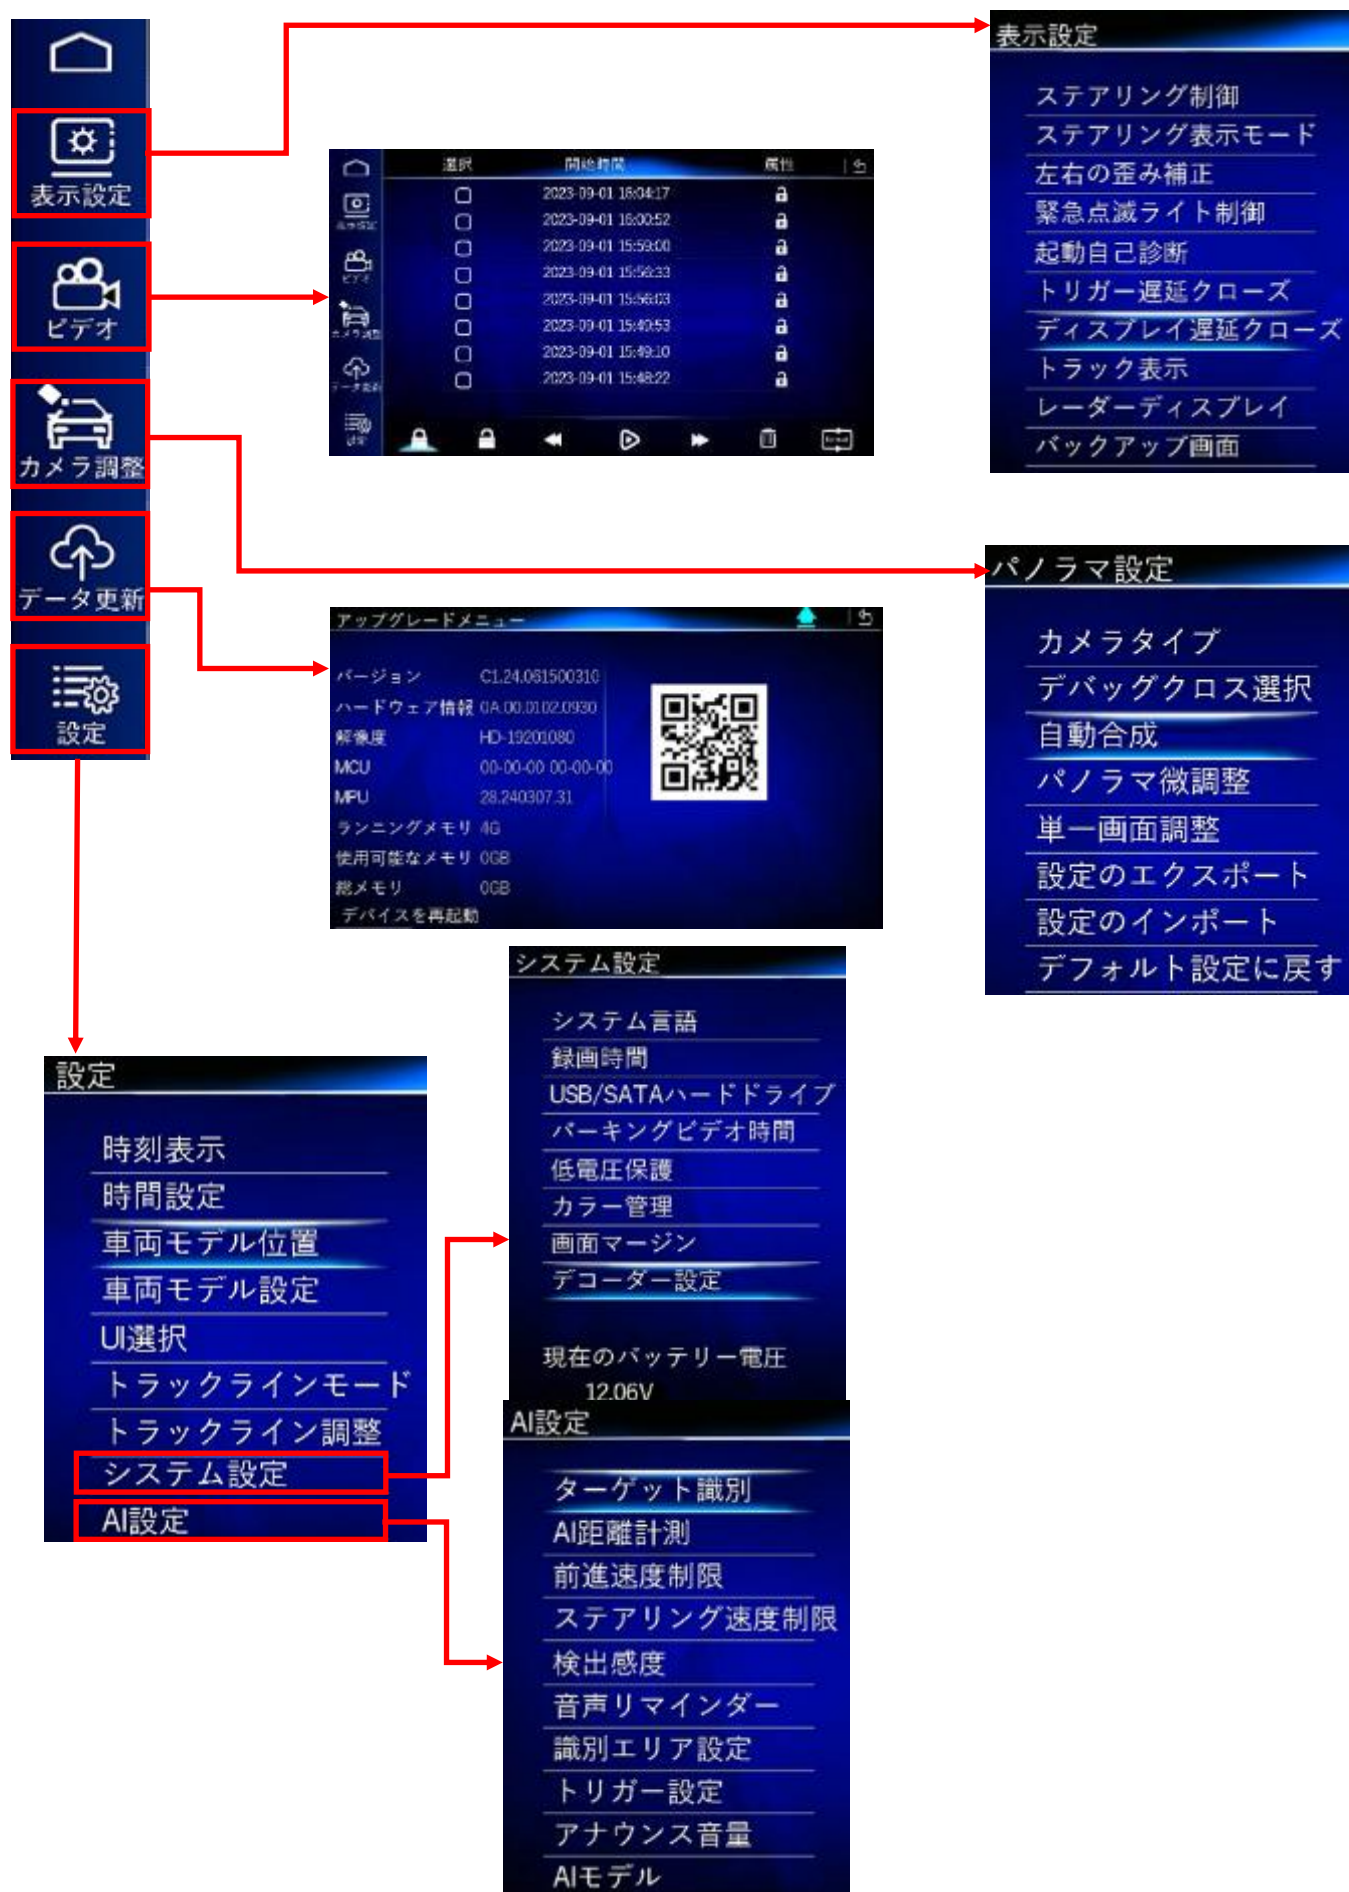 表示設定
ビデオ
カメラ調整
データ更新
設定
選択 開始時間 属性
2023-09-01 16:04:17
2023-09-01 16:00:52
2023-09-01 15:59:00
2023-09-01 15:56:33
2023-09-01 15:56:03
2023-09-01 15:49:53
2023-09-01 15:49:10
2023-09-01 15:48:22
表示設定
ビデオ
カメラ調整
データ更新
設定
表示設定
ステアリング制御
ステアリング表示モード
左右の歪み補正
緊急点滅ライト制御
起動自己診断
トリガー遅延クローズ
ディスプレイ遅延クローズ
トラック表示
レーダーディスプレイ
バックアップ画面
アップグレードメニュー
バージョン C1.24.061500310
ハードウェア情報 0A.00.0102.0930
解像度 HD-19201080
MCU 00-00-00 00-00-00
MPU 28.240307.31
ランニングメモリ 4G
使用可能なメモリ 0GB
総メモリ 0GB
デバイスを再起動
パノラマ設定
カメラタイプ
デバッグクロス選択
自動合成
パノラマ微調整
単一画面調整
設定のエクスポート
設定のインポート
デフォルト設定に戻す
設定
時刻表示
時間設定
車両モデル位置
車両モデル設定
UI選択
トラックラインモード
トラックライン調整
システム設定
AI設定
システム設定
システム言語
録画時間
USB/SATAハードドライブ
パーキングビデオ時間
低電圧保護
カラー管理
画面マージン
デコーダー設定
現在のバッテリー電圧
12.06V
AI設定
ターゲット識別
AI距離計測
前進速度制限
ステアリング速度制限
検出感度
音声リマインダー
識別エリア設定
トリガー設定
アナウンス音量
AIモデル